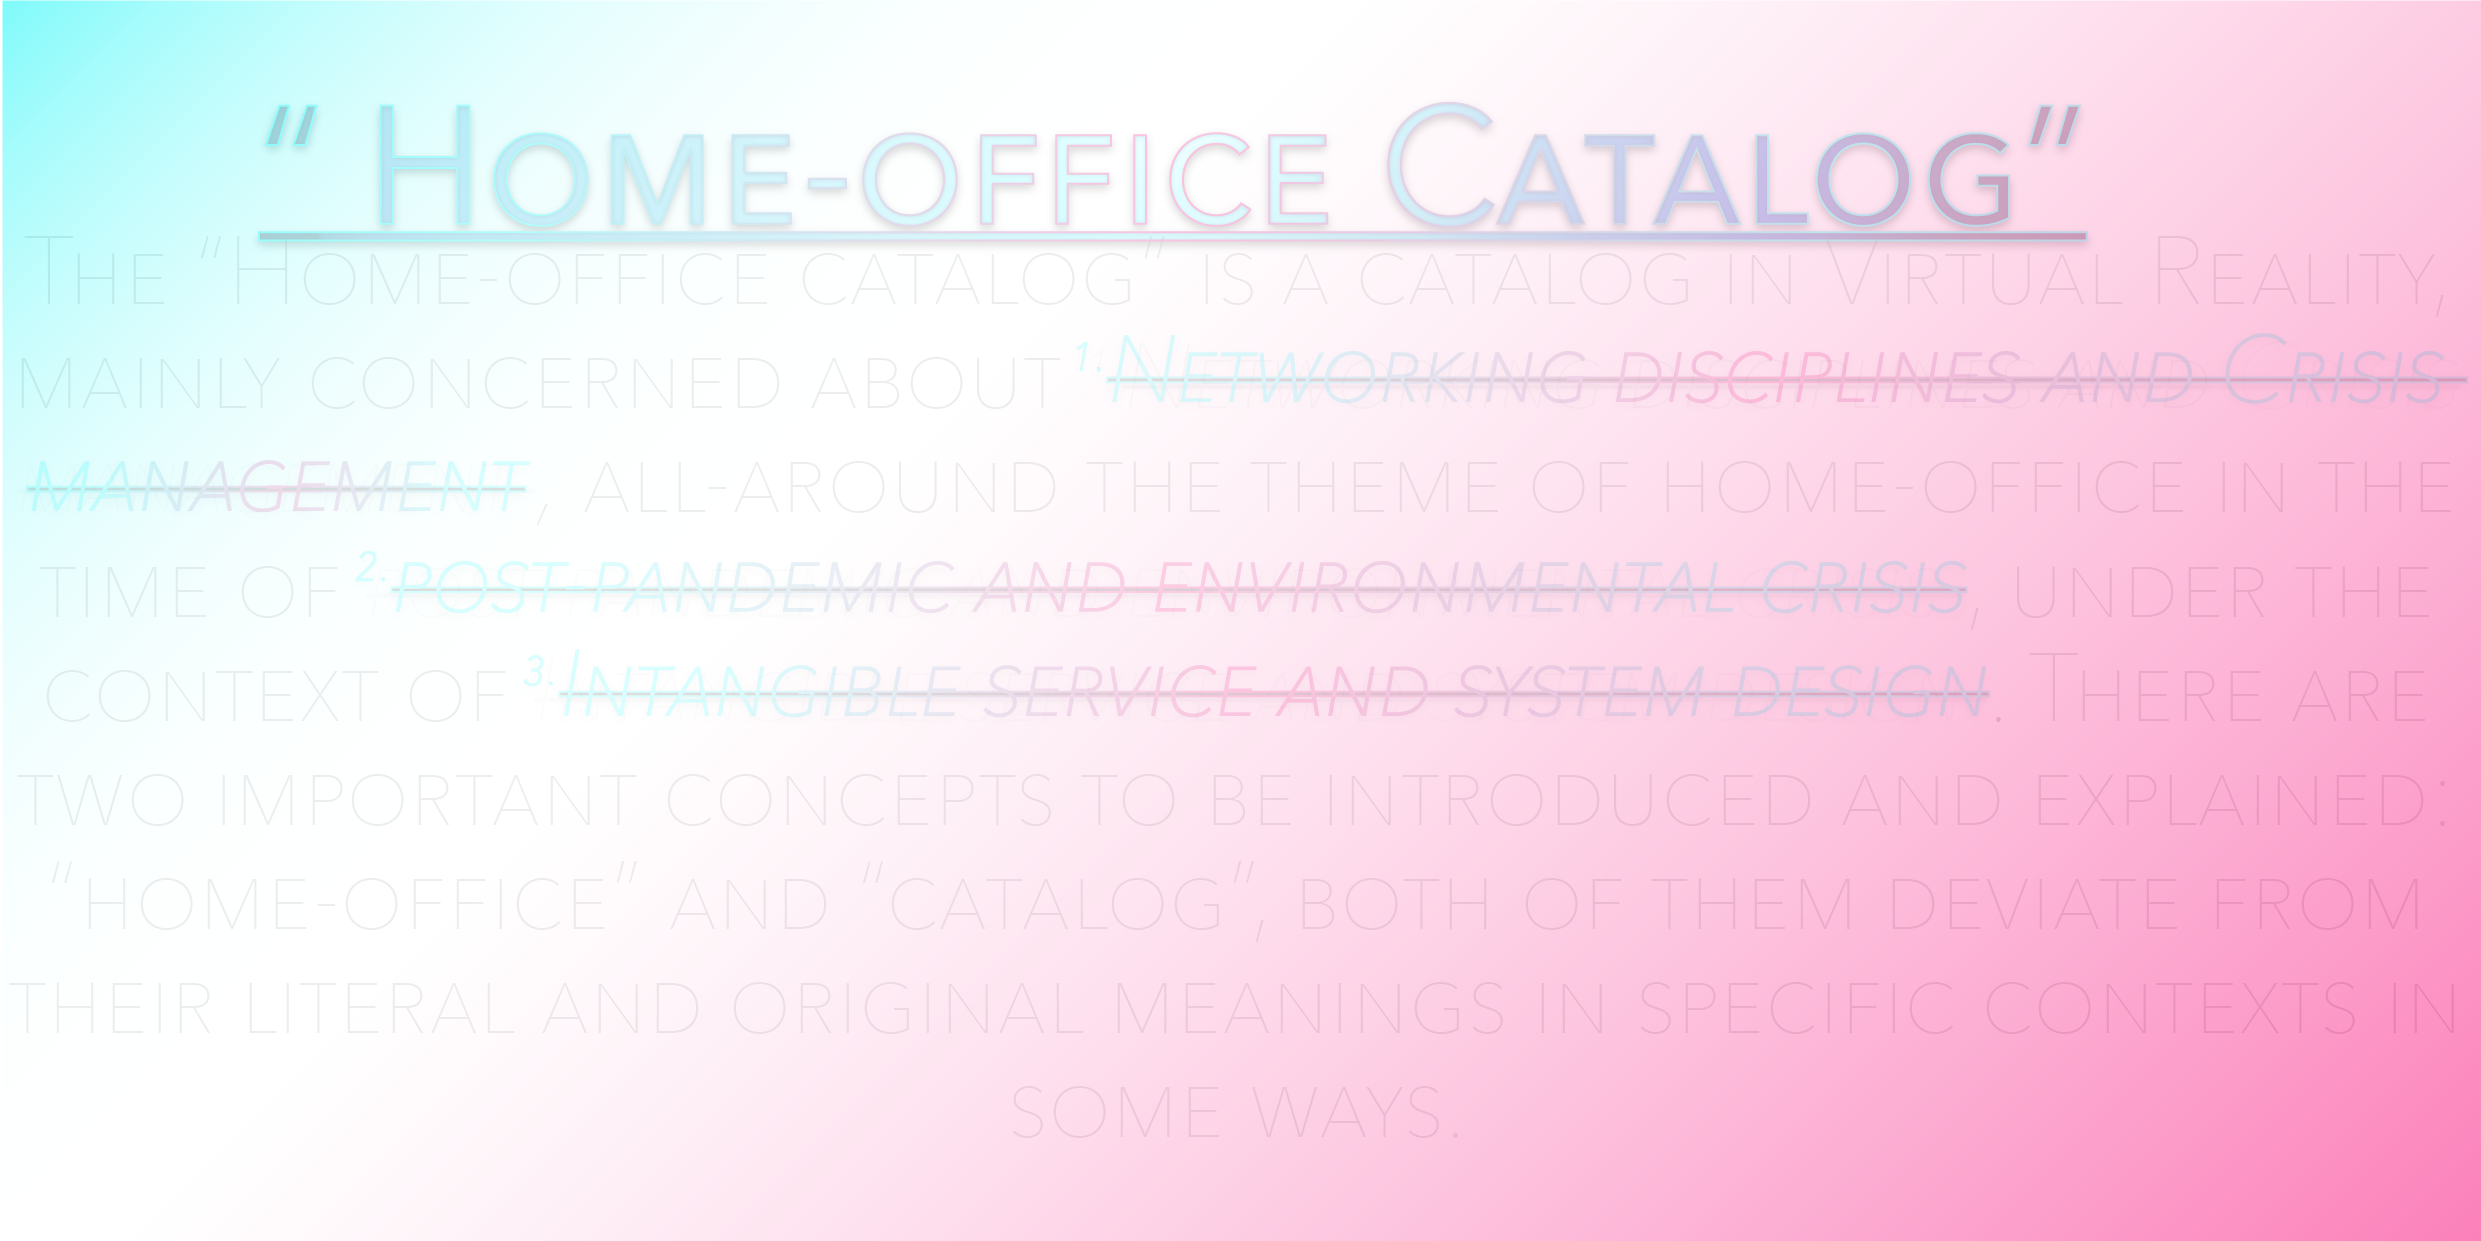 “ Home-office Catalog”
The “Home-office catalog” is a catalog in Virtual Reality,
mainly concerned about 1.Networking disciplines and Crisis
management, all-around the theme of home-office in the
time of 2.post-pandemic and environmental crisis, under the
context of 3.Intangible service and system design. There are
two important concepts to be introduced and explained:
“home-office” and “catalog”, both of them deviate from
their literal and original meanings in specific contexts in
some ways.